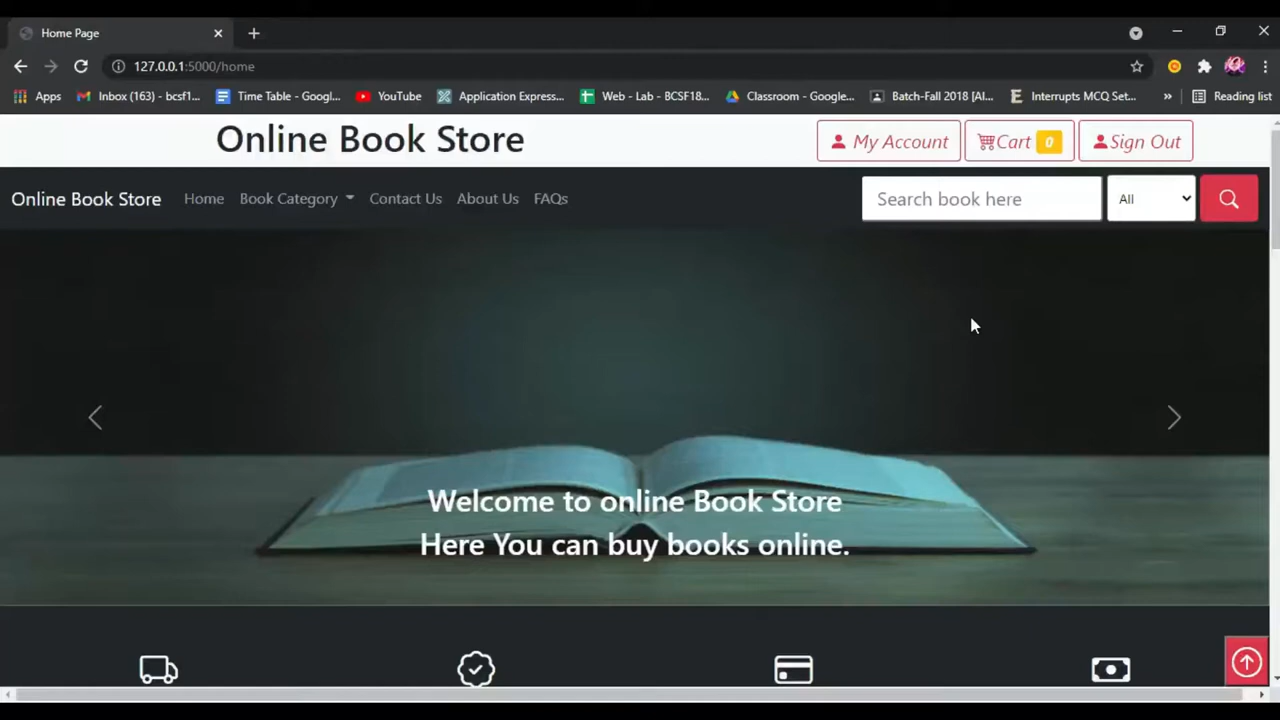 Home Page
127.0.0.1:5000/home
Apps Inbox (163) - bcsf1... Time Table - Googl... YouTube Application Express... Web - Lab - BCSF18... Classroom - Google... Batch-Fall 2018 [Al... Interrupts MCQ Set... » Reading list
Online Book Store My Account Cart 0 Sign Out
Online Book Store Home Book Category Contact Us About Us FAQs Search book here All
Welcome to online Book Store
Here You can buy books online.